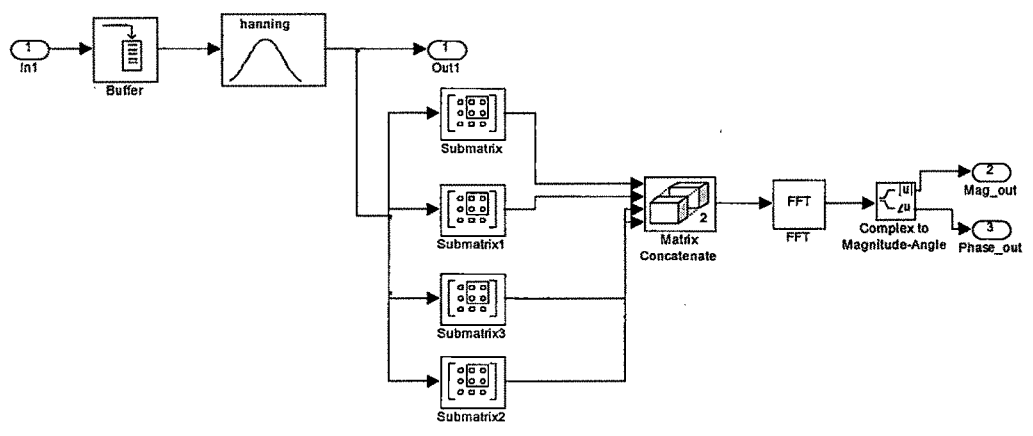 1
In1
Buffer
hanning
1
Out1
Submatrix
Submatrix1
Submatrix3
Submatrix2
2
Matrix
Concatenate
FFT
FFT
|u|
∠u
Complex to
Magnitude-Angle
2
Mag_out
3
Phase_out